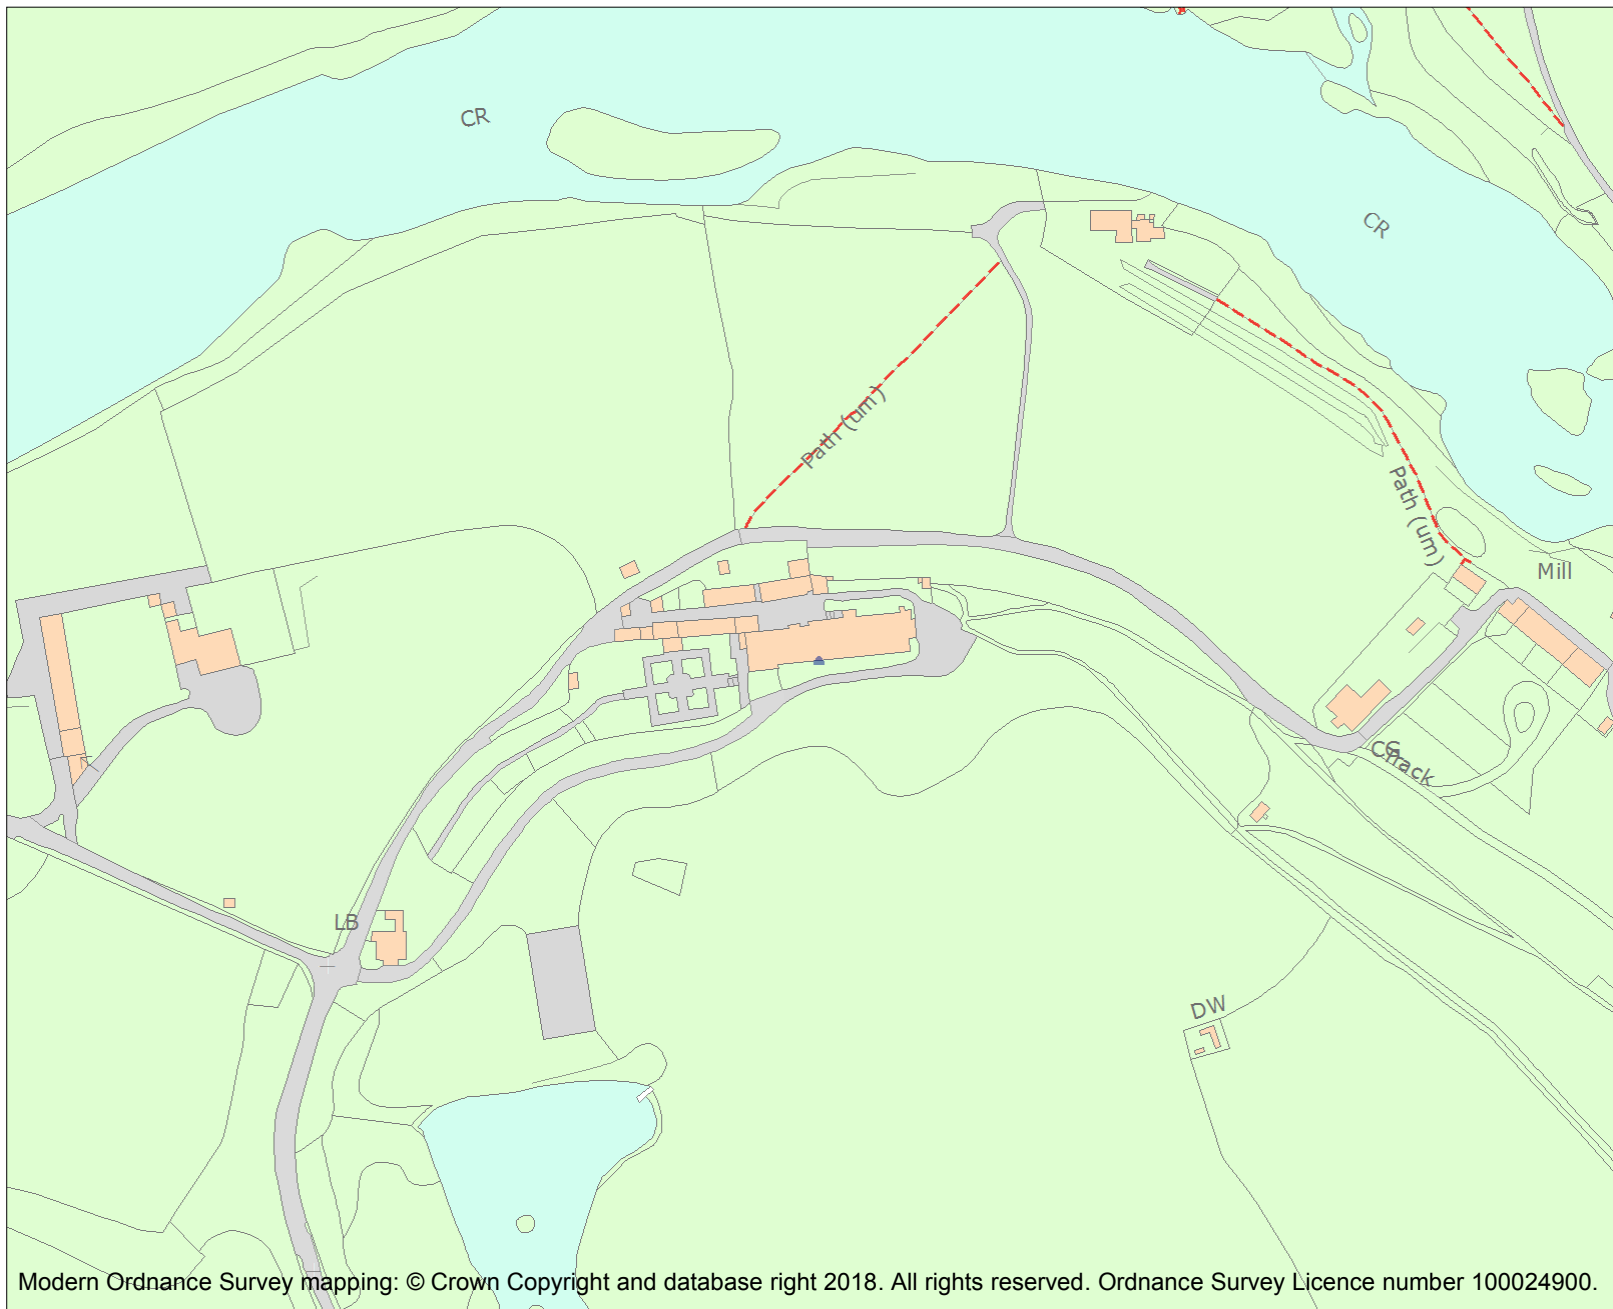 CR
CR
Path (um)
Path (um)
Mill
LB
DW
Modern Ordnance Survey mapping: © Crown Copyright and database right 2018. All rights reserved. Ordnance Survey Licence number 100024900.